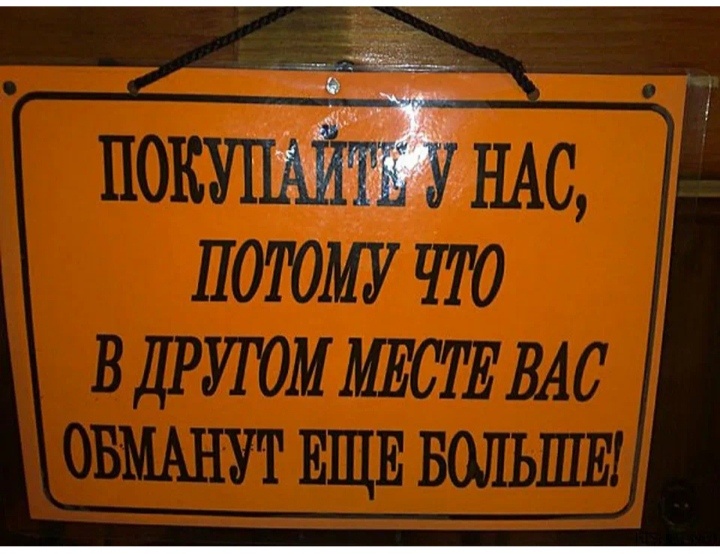 ПОКУПАЙТЕ У НАС,
ПОТОМУ ЧТО
В ДРУГОМ МЕСТЕ ВАС
ОБМАНУТ ЕЩЕ БОЛЬШЕ!